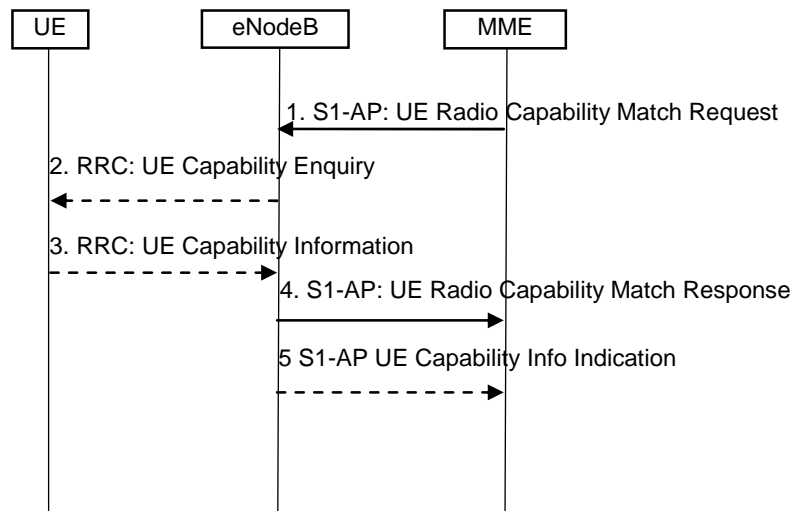 UE
eNodeB
MME
1. S1-AP: UE Radio Capability Match Request
2. RRC: UE Capability Enquiry
3. RRC: UE Capability Information
4. S1-AP: UE Radio Capability Match Response
5 S1-AP UE Capability Info Indication